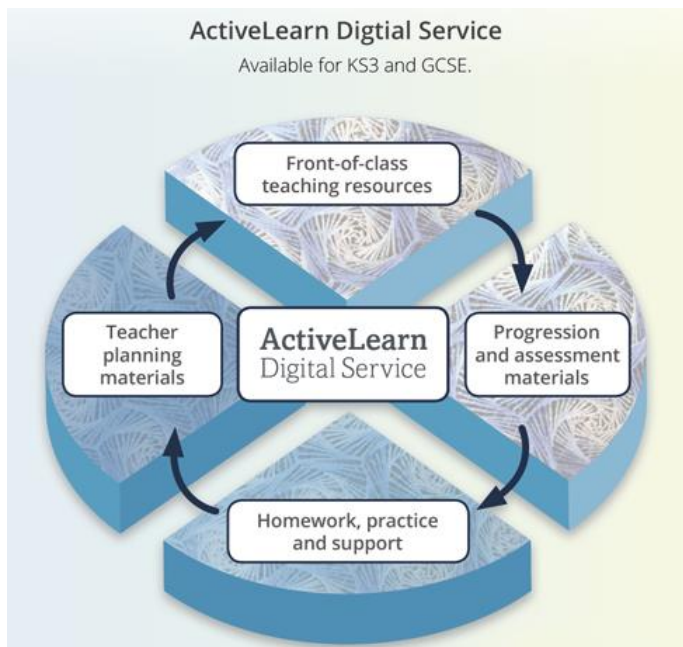 ActiveLearn Digtial Service
Available for KS3 and GCSE.
Front-of-class
teaching resources
Teacher
planning
materials
ActiveLearn
Digital Service
Progression
and assessment
materials
Homework, practice
and support